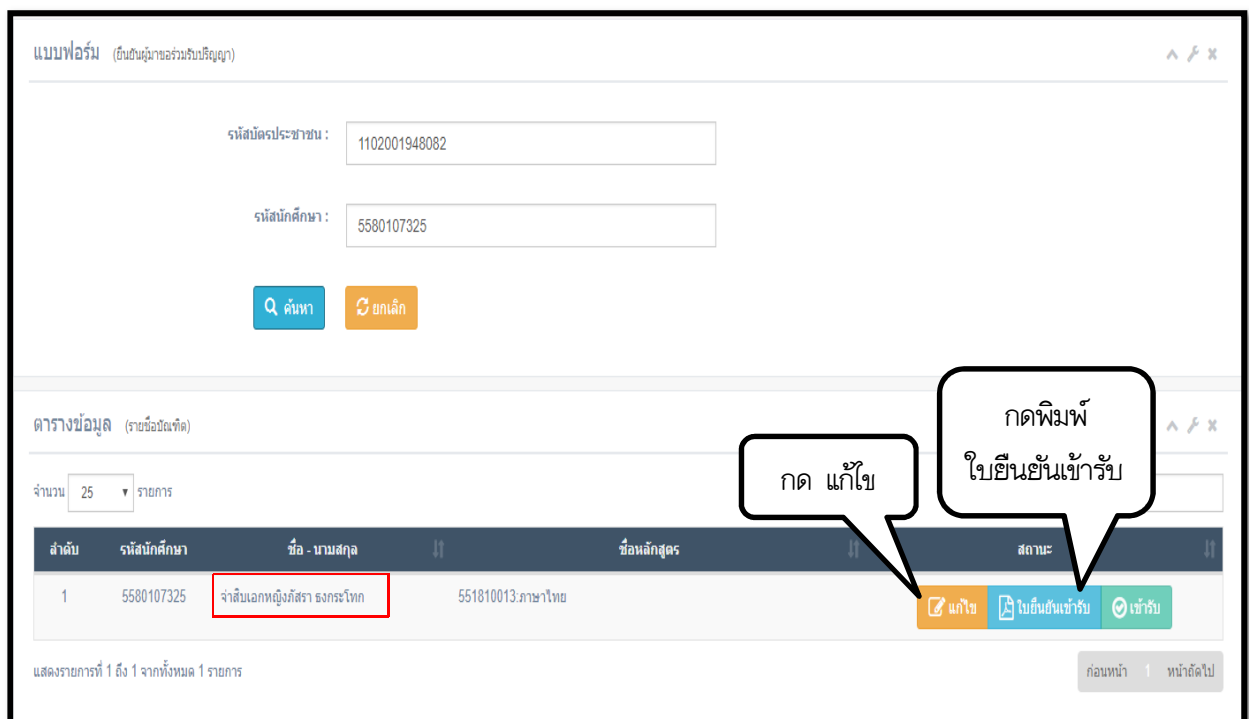 แบบฟอร์ม (ยืนยันผู้มาขอร่วมรับปริญญา)
รหัสบัตรประชาชน : 1102001948082
รหัสนักศึกษา : 5580107325
ค้นหา ยกเลิก
กดพิมพ์
ใบยืนยันเข้ารับ
กด แก้ไข
ตารางข้อมูล (รายชื่อบัณฑิต)
จำนวน 25 รายการ
ลำดับ รหัสนักศึกษา ชื่อ - นามสกุล ชื่อหลักสูตร สถานะ
1 5580107325 จ่าสิบเอกหญิงภัสรา ธงกระโทก 551810013:ภาษาไทย แก้ไข ใบยืนยันเข้ารับ เข้ารับ
แสดงรายการที่ 1 ถึง 1 จากทั้งหมด 1 รายการ ก่อนหน้า 1 หน้าถัดไป